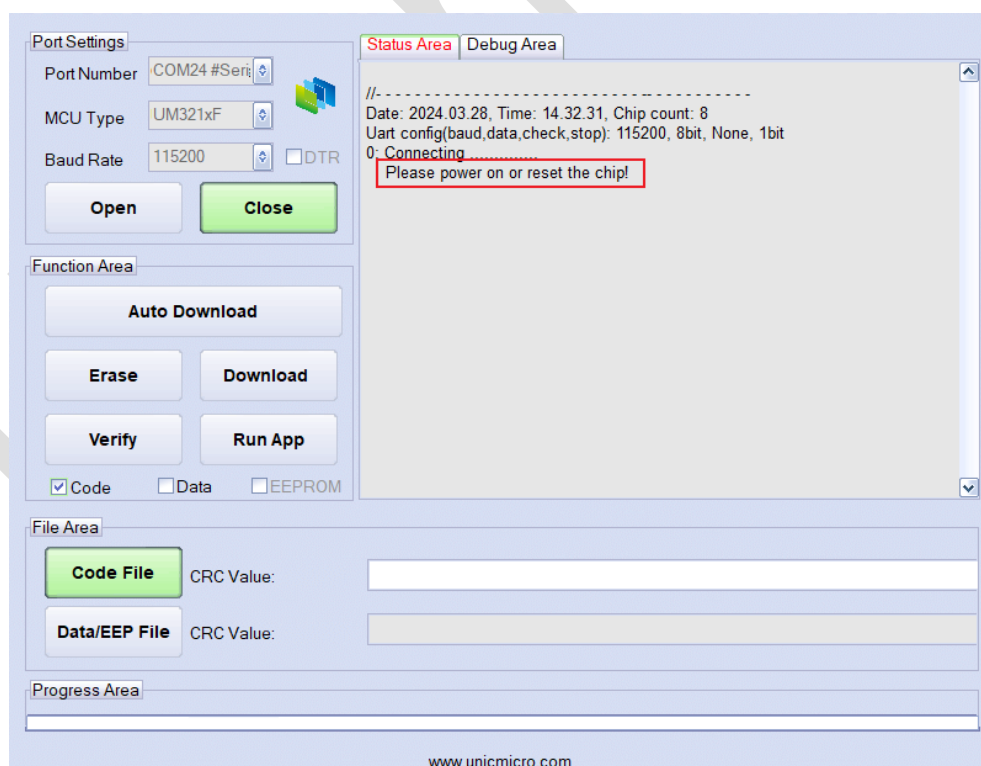 Port Settings
Port Number COM24 #Seri
MCU Type UM321xF
Baud Rate 115200 DTR
Open Close
Status Area Debug Area
//- - - - - - - - - - - - - - - - - - - - - - - - - - - - -- - - - - - - - - - -
Date: 2024.03.28, Time: 14.32.31, Chip count: 8
Uart config(baud,data,check,stop): 115200, 8bit, None, 1bit
0: Connecting ..............
Please power on or reset the chip!
Function Area
Auto Download
Erase Download
Verify Run App
Code Data EEPROM
File Area
Code File CRC Value:
Data/EEP File CRC Value:
Progress Area
www.unicmicro.com